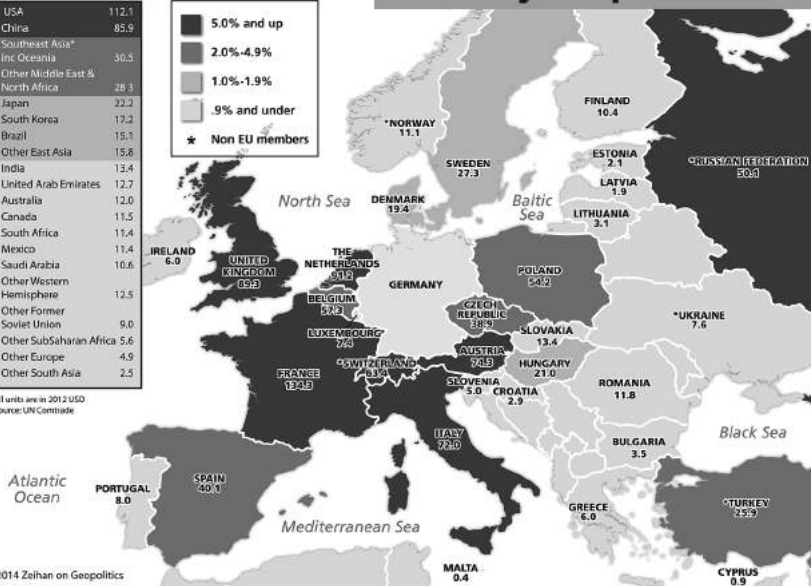 USA 112.1
China 85.9
Southeast Asia*
inc Oceania 30.5
Other Middle East &
North Africa 28.3
Japan 22.2
South Korea 17.2
Brazil 15.1
Other East Asia 15.8
India 13.4
United Arab Emirates 12.7
Australia 12.0
Canada 11.5
South Africa 11.4
Mexico 11.4
Saudi Arabia 10.6
Other Western
Hemisphere 12.5
Other Former
Soviet Union 9.0
Other SubSaharan Africa 5.6
Other Europe 4.9
Other South Asia 2.5
ll units are in 2012 USD
ource: UN Comtrade
5.0% and up
2.0%-4.9%
1.0%-1.9%
.9% and under
* Non EU members
FINLAND
10.4
*NORWAY
11.1
SWEDEN
27.3
ESTONIA
2.1
*RUSSIAN FEDERATION
50.1
LATVIA
1.9
North Sea
DENMARK
19.4
Baltic
Sea
LITHUANIA
3.1
IRELAND
6.0
UNITED
KINGDOM
89.3
THE
NETHERLANDS
91.2
GERMANY
POLAND
54.2
BELGIUM
57.3
CZECH
REPUBLIC
38.9
*UKRAINE
7.6
LUXEMBOURG
7.4
SLOVAKIA
13.4
AUSTRIA
74.3
*SWITZERLAND
63.4
HUNGARY
21.0
FRANCE
134.3
SLOVENIA
5.0
CROATIA
2.9
ROMANIA
11.8
ITALY
72.0
BULGARIA
3.5
Black Sea
Atlantic
Ocean
PORTUGAL
8.0
SPAIN
40.1
GREECE
6.0
*TURKEY
25.9
Mediterranean Sea
MALTA
0.4
CYPRUS
0.9
2014 Zeihan on Geopolitics